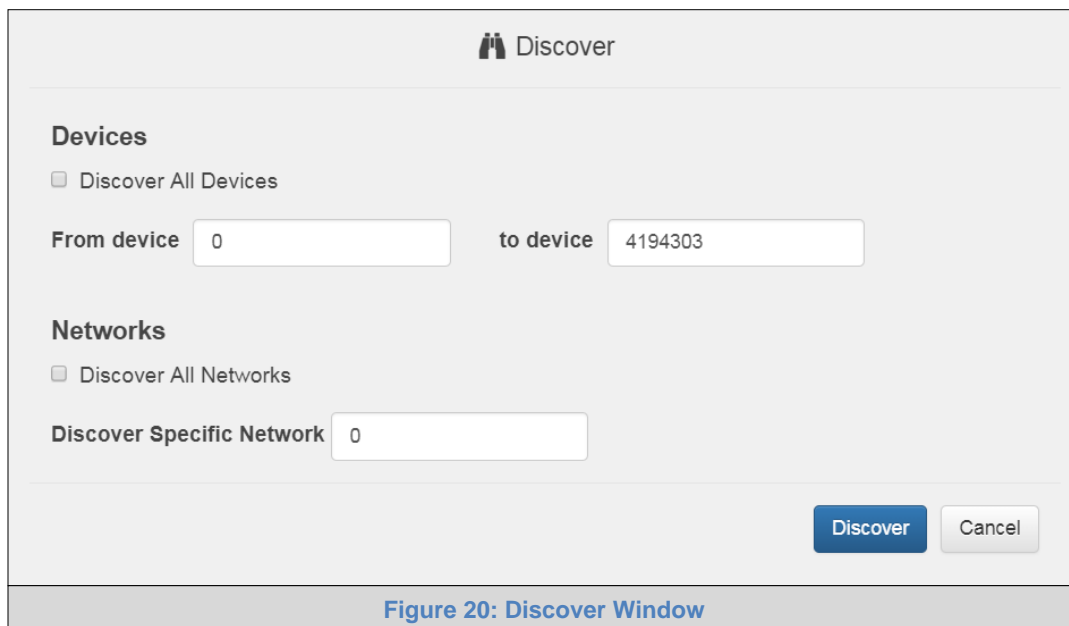 Discover
Devices
Discover All Devices
From device 0 to device 4194303
Networks
Discover All Networks
Discover Specific Network 0
Discover Cancel
Figure 20: Discover Window